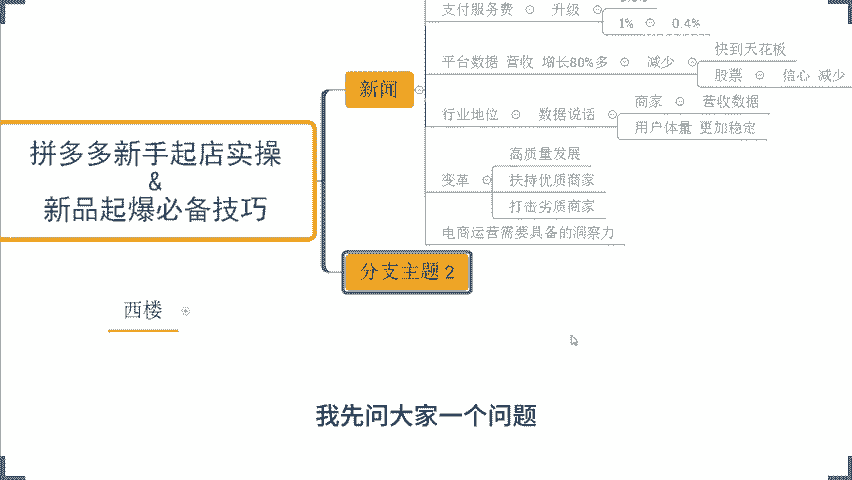 支付服务费 升级
1% 0.4%
平台数据 营收 增长80%多 减少
快到天花板
股票 信心 减少
新闻
行业地位 数据说话
商家 营收数据
用户体量 更加稳定
拼多多新手起店实操
&
新品起爆必备技巧
变革
高质量发展
扶持优质商家
打击劣质商家
电商运营需要具备的洞察力
分支主题 2
西楼
我先问大家一个问题